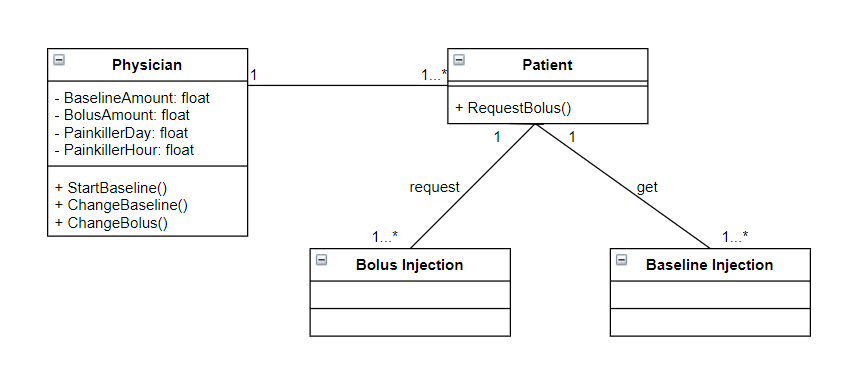 Physician
- BaselineAmount: float
- BolusAmount: float
- PainkillerDay: float
- PainkillerHour: float
+ StartBaseline()
+ ChangeBaseline()
+ ChangeBolus()
1
1...*
Patient
+ RequestBolus()
1
1
request
get
1...*
1...*
Bolus Injection
Baseline Injection